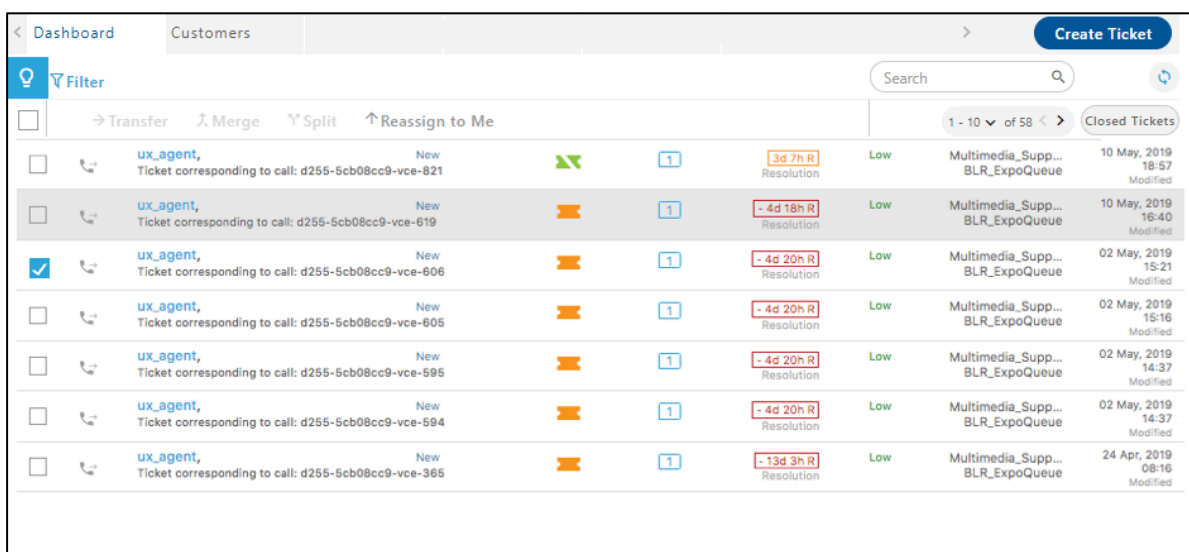 Dashboard Customers Create Ticket
Filter Search
Transfer Merge Split Reassign to Me 1 - 10 of 58 Closed Tickets
ux_agent, New 1 3d 7h R Low Multimedia_Supp... 10 May, 2019
Ticket corresponding to call: d255-5cb08cc9-vce-821 Resolution BLR_ExpoQueue 18:57
Modified
ux_agent, New 1 - 4d 18h R Low Multimedia_Supp... 10 May, 2019
Ticket corresponding to call: d255-5cb08cc9-vce-619 Resolution BLR_ExpoQueue 16:40
Modified
ux_agent, New 1 - 4d 20h R Low Multimedia_Supp... 02 May, 2019
Ticket corresponding to call: d255-5cb08cc9-vce-606 Resolution BLR_ExpoQueue 15:21
Modified
ux_agent, New 1 - 4d 20h R Low Multimedia_Supp... 02 May, 2019
Ticket corresponding to call: d255-5cb08cc9-vce-605 Resolution BLR_ExpoQueue 15:16
Modified
ux_agent, New 1 - 4d 20h R Low Multimedia_Supp... 02 May, 2019
Ticket corresponding to call: d255-5cb08cc9-vce-595 Resolution BLR_ExpoQueue 14:37
Modified
ux_agent, New 1 - 4d 20h R Low Multimedia_Supp... 02 May, 2019
Ticket corresponding to call: d255-5cb08cc9-vce-594 Resolution BLR_ExpoQueue 14:37
Modified
ux_agent, New 1 - 13d 3h R Low Multimedia_Supp... 24 Apr, 2019
Ticket corresponding to call: d255-5cb08cc9-vce-365 Resolution BLR_ExpoQueue 08:16
Modified